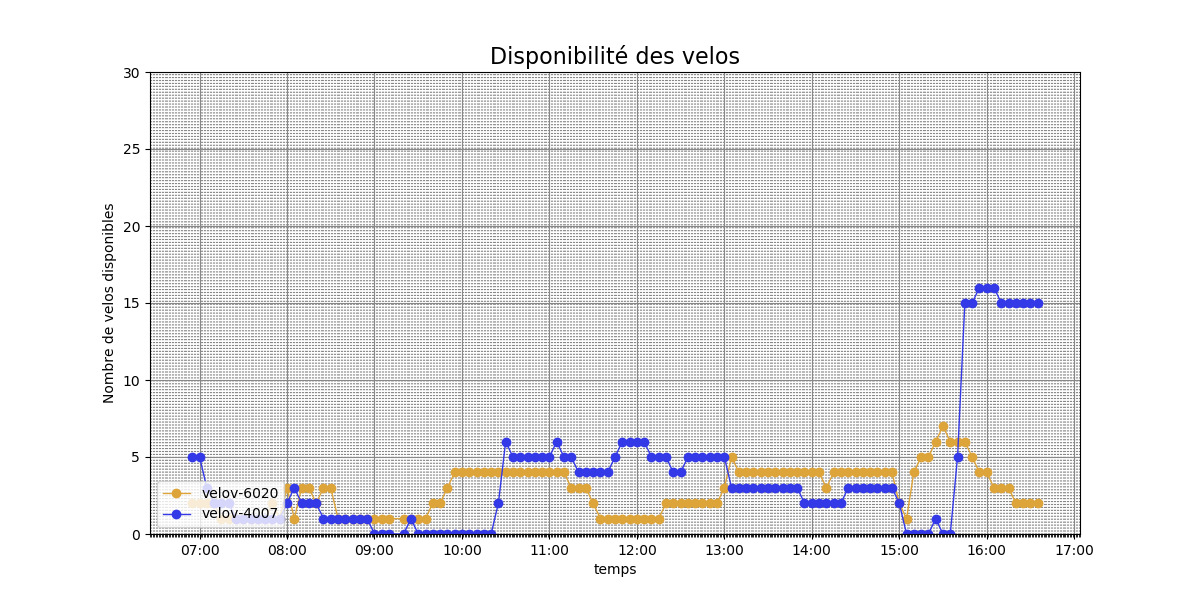 Disponibilité des velos
Nombre de velos disponibles
30
25
20
15
10
5
0
velov-6020
velov-4007
07:00 08:00 09:00 10:00 11:00 12:00 13:00 14:00 15:00 16:00 17:00
temps